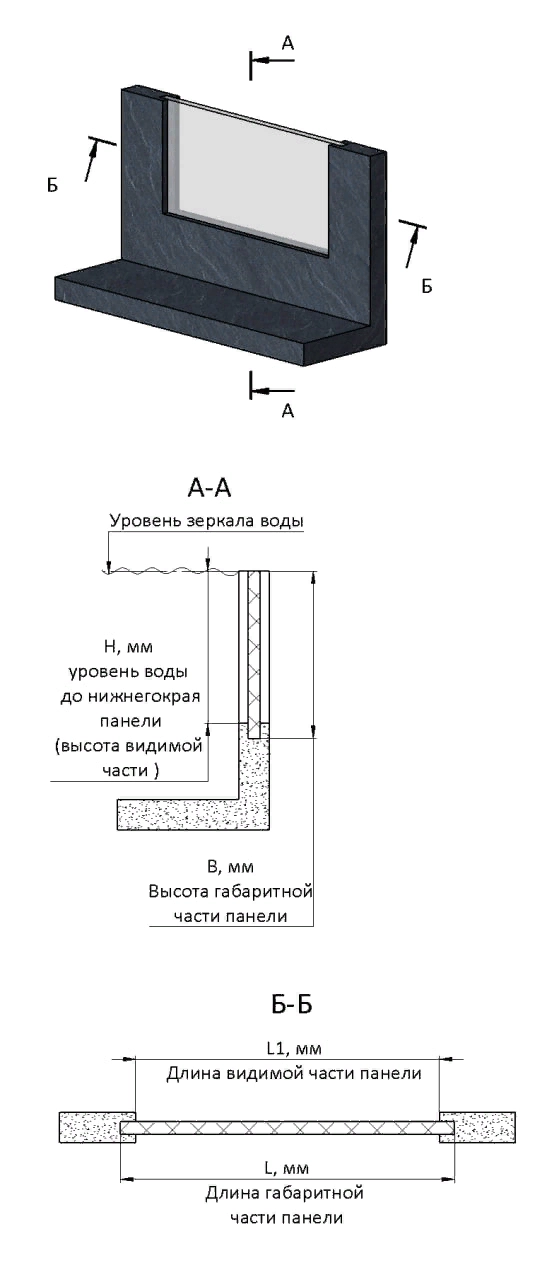 А
Б
Б
А
А-А
Уровень зеркала воды
Н, мм
уровень воды
до нижнегокрая
панели
(высота видимой
части )
В, мм
Высота габаритной
части панели
Б-Б
L1, мм
Длина видимой части панели
L, мм
Длина габаритной
части панели